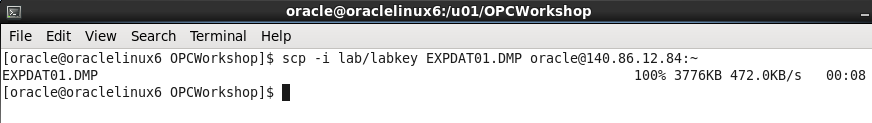 oracle@oraclelinux6:/u01/OPCWorkshop
File Edit View Search Terminal Help
[oracle@oraclelinux6 OPCWorkshop]$ scp -i lab/labkey EXPDAT01.DMP oracle@140.86.12.84:~
EXPDAT01.DMP 100% 3776KB 472.0KB/s 00:08
[oracle@oraclelinux6 OPCWorkshop]$